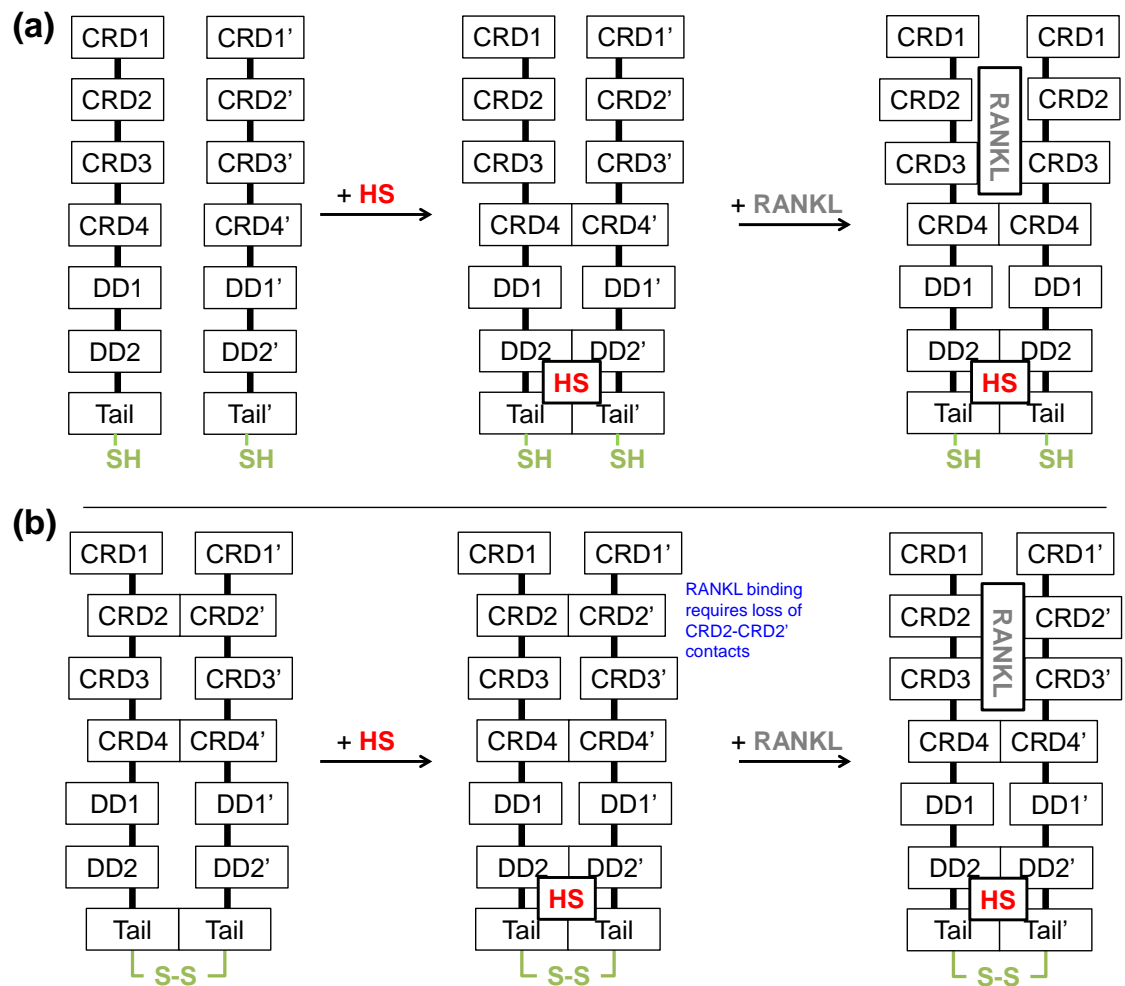 (a)
CRD1 CRD1’ CRD1 CRD1’ CRD1 CRD1
CRD2 CRD2’ CRD2 CRD2’ CRD2 RANKL CRD2
CRD3 CRD3’ CRD3 CRD3’ CRD3 CRD3
+ HS
+ RANKL
CRD4 CRD4’ CRD4 CRD4’ CRD4 CRD4
DD1 DD1’ DD1 DD1’ DD1 DD1
DD2 DD2’ DD2 DD2’ DD2 DD2
HS HS
Tail Tail’ Tail Tail’ Tail Tail
SH SH SH SH SH SH
(b)
CRD1 CRD1’ CRD1 CRD1’ CRD1 CRD1’
RANKL binding
requires loss of
CRD2-CRD2’
contacts
CRD2 CRD2’ CRD2 CRD2’ CRD2 RANKL CRD2’
CRD3 CRD3’ CRD3 CRD3’ CRD3 CRD3’
+ HS
+ RANKL
CRD4 CRD4’ CRD4 CRD4’ CRD4 CRD4’
DD1 DD1’ DD1 DD1’ DD1 DD1’
DD2 DD2’ DD2 DD2’ DD2 DD2’
HS HS
Tail Tail Tail Tail’ Tail Tail’
S-S S-S S-S